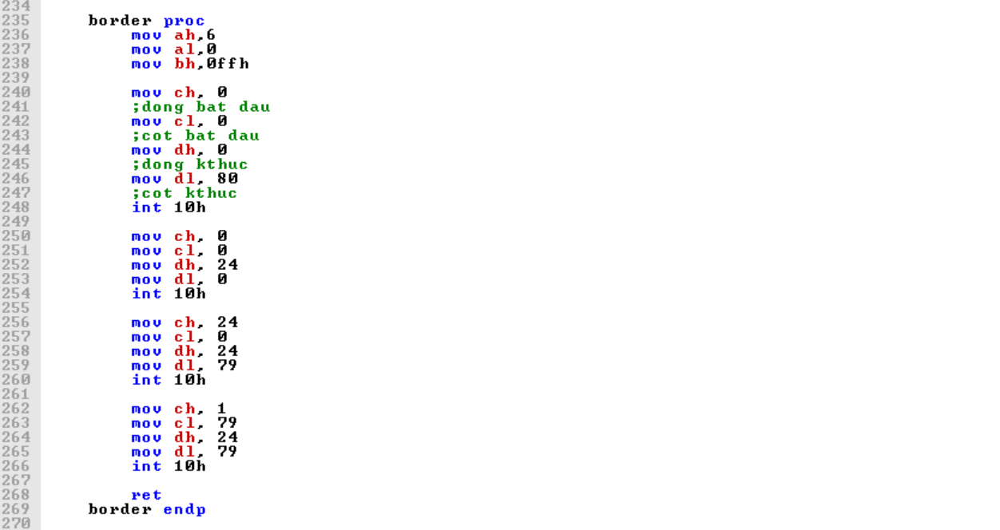 234
235 border proc
236 mov ah,6
237 mov al,0
238 mov bh,0ffh
239
240 mov ch, 0
241 ;dong bat dau
242 mov cl, 0
243 ;cot bat dau
244 mov dh, 0
245 ;dong kthuc
246 mov dl, 80
247 ;cot kthuc
248 int 10h
249
250 mov ch, 0
251 mov cl, 0
252 mov dh, 24
253 mov dl, 0
254 int 10h
255
256 mov ch, 24
257 mov cl, 0
258 mov dh, 24
259 mov dl, 79
260 int 10h
261
262 mov ch, 1
263 mov cl, 79
264 mov dh, 24
265 mov dl, 79
266 int 10h
267
268 ret
269 border endp
270